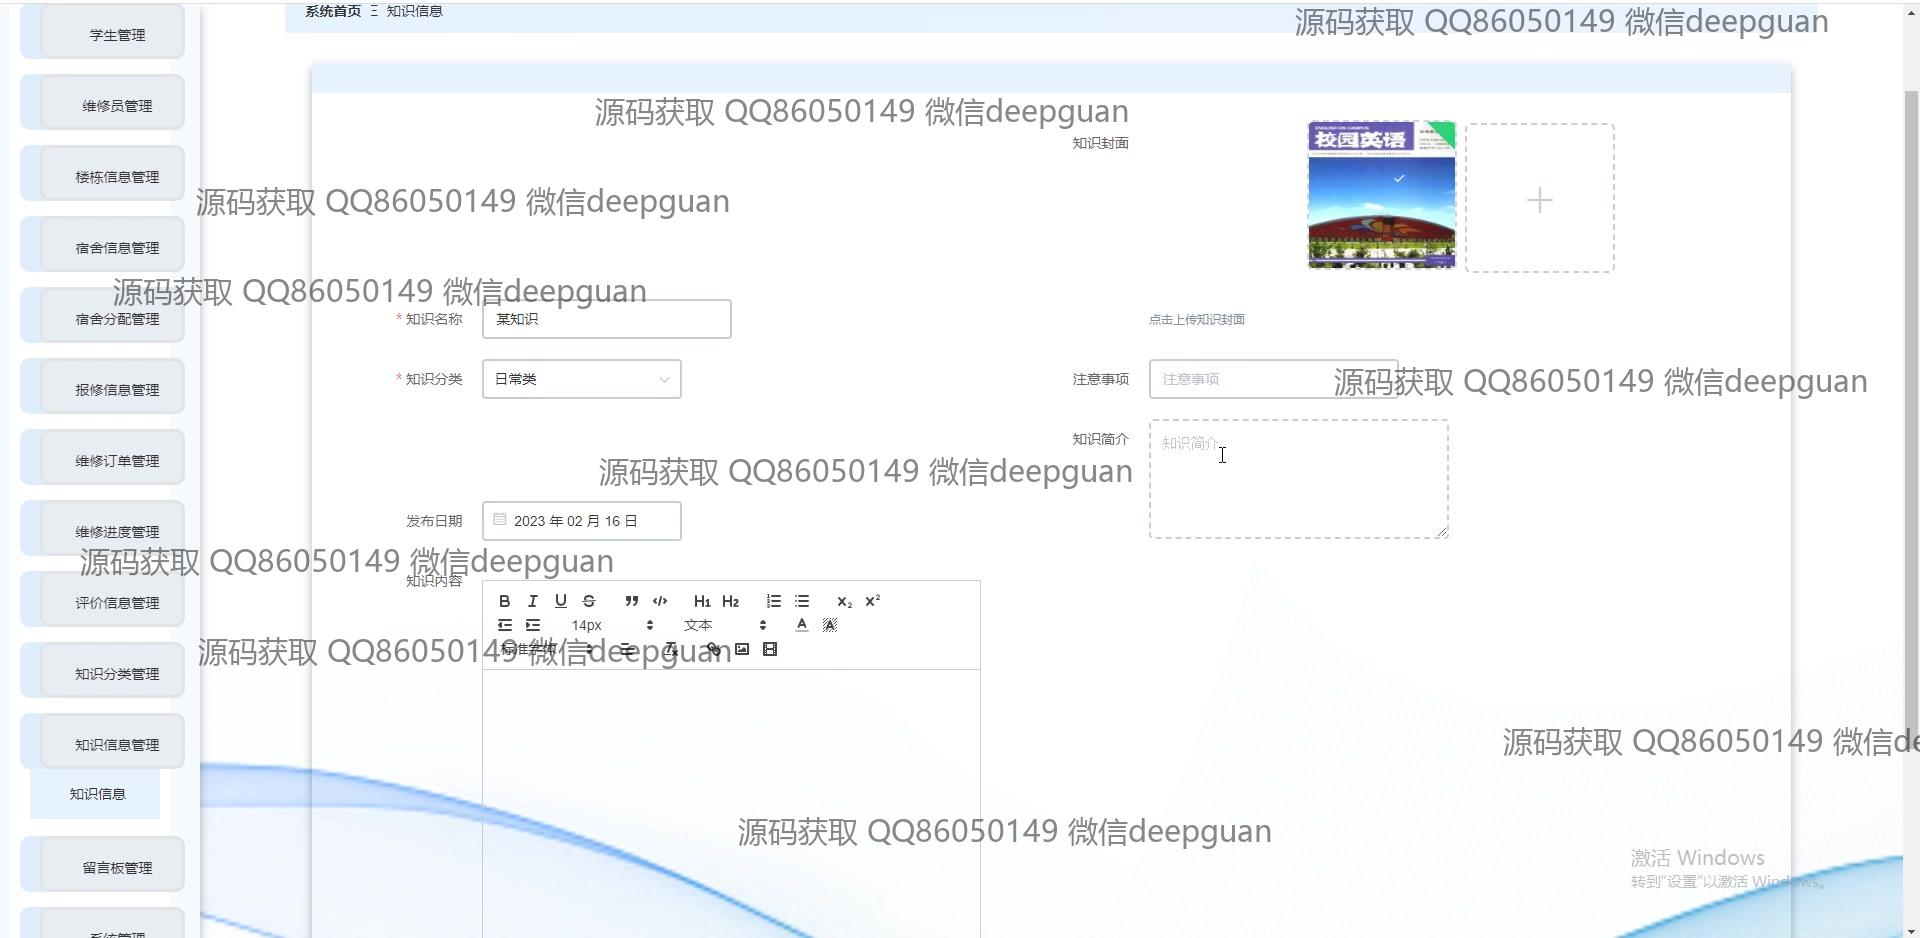 系统首页 Ξ 知识信息
源码获取 QQ86050149 微信deepguan
学生管理
维修员管理
源码获取 QQ86050149 微信deepguan
知识封面
ENGLISH ON CAMPUS
校园英语
楼栋信息管理
源码获取 QQ86050149 微信deepguan
宿舍信息管理
源码获取 QQ86050149 微信deepguan
宿舍分配管理
* 知识名称 某知识
点击上传知识封面
报修信息管理
* 知识分类 日常类
注意事项 注意事项
源码获取 QQ86050149 微信deepguan
知识简介 知识简介
维修订单管理
源码获取 QQ86050149 微信deepguan
维修进度管理
发布日期 2023 年 02 月 16 日
源码获取 QQ86050149 微信deepguan
知识内容
评价信息管理
B I U S ” </> H1 H2 X2 X2
14px 文本 A A
标准字体
源码获取 QQ86050149 微信deepguan
知识分类管理
知识信息管理
源码获取 QQ86050149 微信de
知识信息
源码获取 QQ86050149 微信deepguan
留言板管理
激活 Windows
转到“设置”以激活 Windows。
系统管理